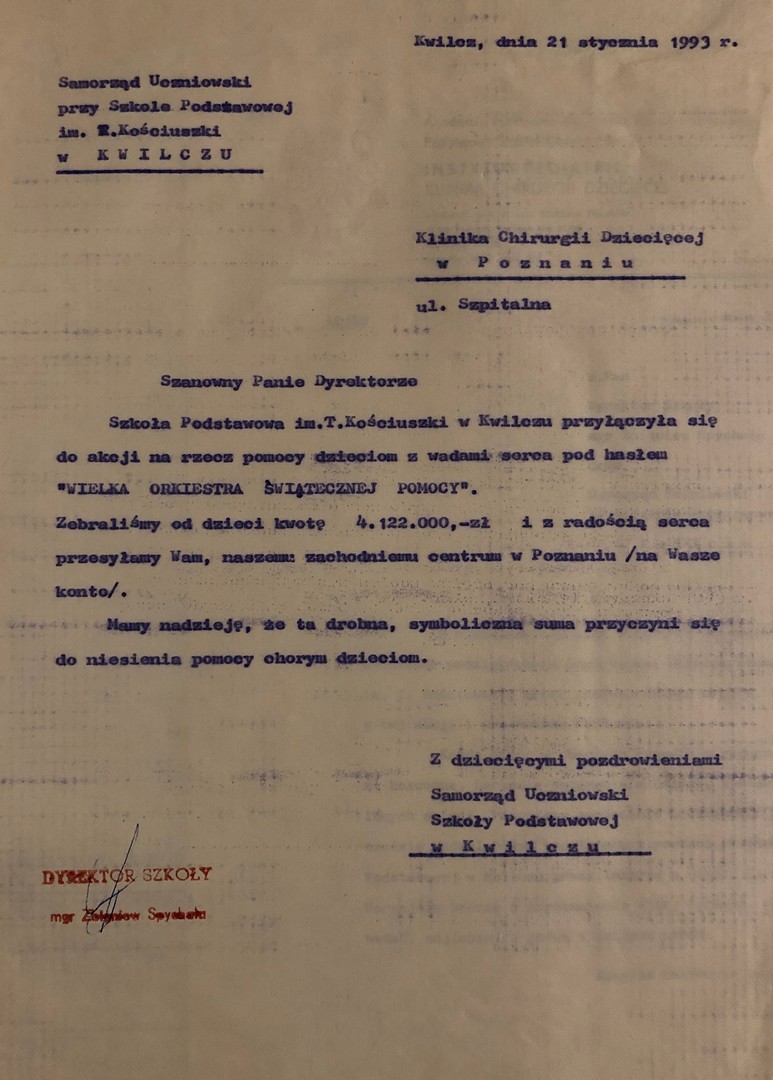 Kwilcz, dnia 21 stycznia 1993 r.
Samorząd Uczniowski
przy Szkole Podstawowej
im. T.Kościuszki
w K W I L C Z U
Klinika Chirurgii Dziecięcej
w P o z n a n i u
ul. Szpitalna
Szanowny Panie Dyrektorze
Szkoła Podstawowa im.T.Kościuszki w Kwilczu przyłączyła się
do akcji na rzecz pomocy dzieciom z wadami serca pod hasłem
"WIELKA ORKIESTRA ŚWIĄTECZNEJ POMOCY".
Zebraliśmy od dzieci kwotę 4.122.000,-zł i z radością serca
przesyłamy Wam, naszemu zachodniemu centrum w Poznaniu /na Wasze
konto/.
Mamy nadzieję, że ta drobna, symboliczna suma przyczyni się
do niesienia pomocy chorym dzieciom.
Z dziecięcymi pozdrowieniami
Samorząd Uczniowski
Szkoły Podstawowej
w K w i l c z u
DYREKTOR SZKOŁY
mgr Zbigniew Spychała